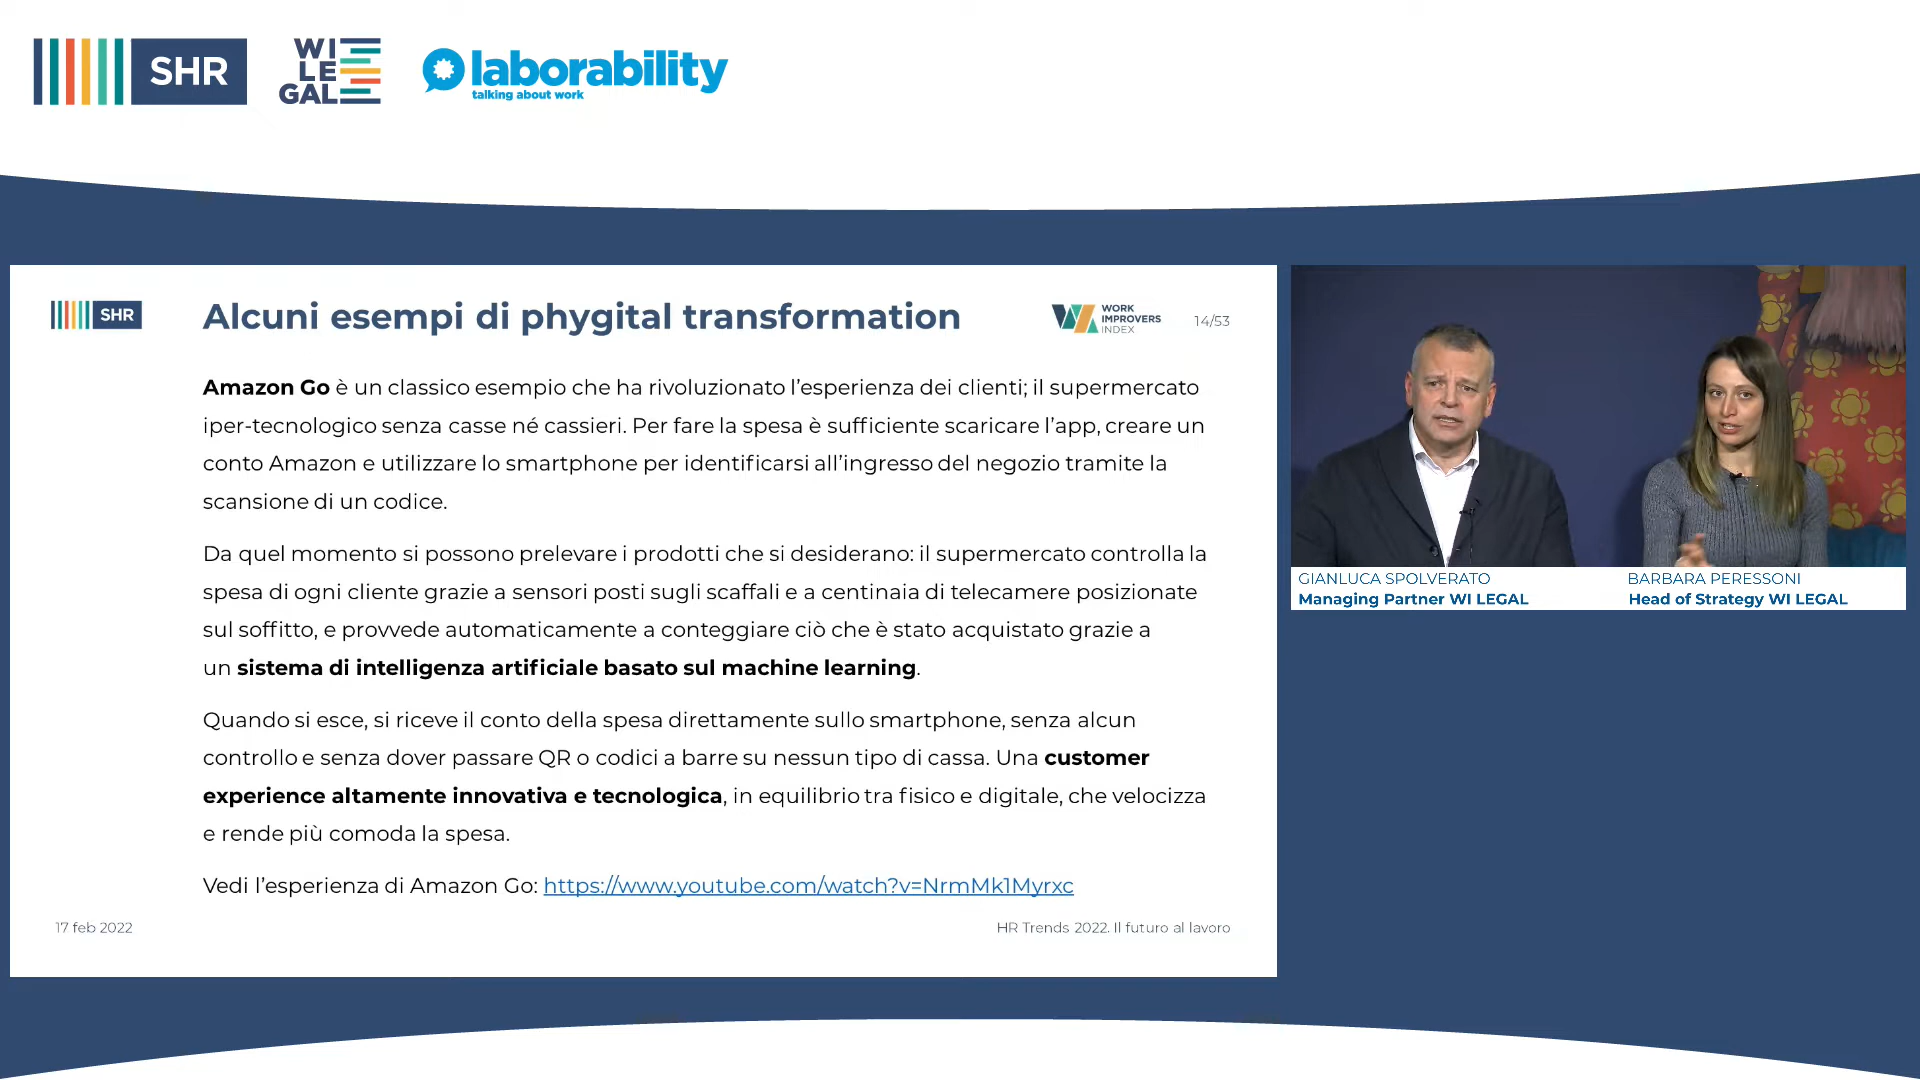 SHR
WI
LE
GAL
laborability
talking about work
SHR
Alcuni esempi di phygital transformation
WORK
IMPROVERS
INDEX
14/53
Amazon Go è un classico esempio che ha rivoluzionato l’esperienza dei clienti; il supermercato
iper-tecnologico senza casse né cassieri. Per fare la spesa è sufficiente scaricare l’app, creare un
conto Amazon e utilizzare lo smartphone per identificarsi all’ingresso del negozio tramite la
scansione di un codice.
Da quel momento si possono prelevare i prodotti che si desiderano: il supermercato controlla la
spesa di ogni cliente grazie a sensori posti sugli scaffali e a centinaia di telecamere posizionate
sul soffitto, e provvede automaticamente a conteggiare ciò che è stato acquistato grazie a
un sistema di intelligenza artificiale basato sul machine learning.
Quando si esce, si riceve il conto della spesa direttamente sullo smartphone, senza alcun
controllo e senza dover passare QR o codici a barre su nessun tipo di cassa. Una customer
experience altamente innovativa e tecnologica, in equilibrio tra fisico e digitale, che velocizza
e rende più comoda la spesa.
Vedi l’esperienza di Amazon Go: https://www.youtube.com/watch?v=NrmMk1Myrxc
17 feb 2022
HR Trends 2022. Il futuro al lavoro
GIANLUCA SPOLVERATO
Managing Partner WI LEGAL
BARBARA PERESSONI
Head of Strategy WI LEGAL